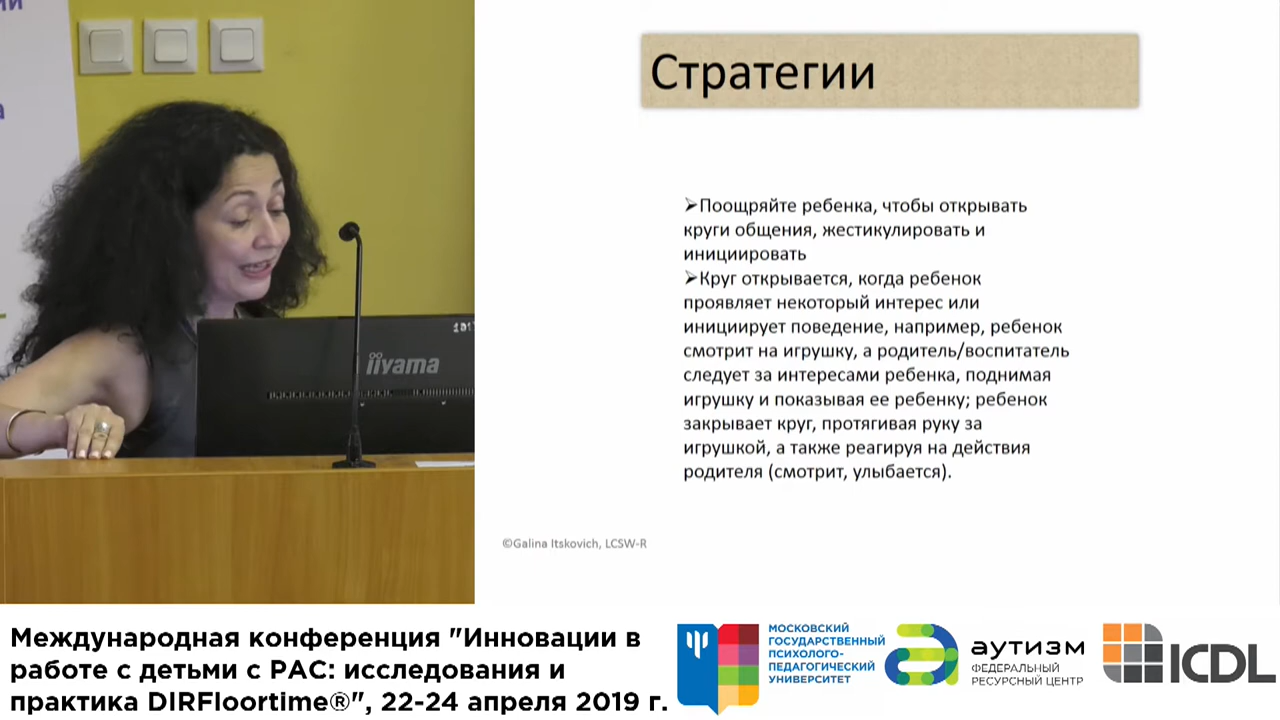 Стратегии
➢Поощряйте ребенка, чтобы открывать
круги общения, жестикулировать и
инициировать
➢Круг открывается, когда ребенок
проявляет некоторый интерес или
инициирует поведение, например, ребенок
смотрит на игрушку, а родитель/воспитатель
следует за интересами ребенка, поднимая
игрушку и показывая ее ребенку; ребенок
закрывает круг, протягивая руку за
игрушкой, а также реагируя на действия
родителя (смотрит, улыбается).
©Galina Itskovich, LCSW-R
iiyama
Международная конференция "Инновации в
работе с детьми с РАС: исследования и
практика DIRFloortime®", 22-24 апреля 2019 г.
МОСКОВСКИЙ
ГОСУДАРСТВЕННЫЙ
ПСИХОЛОГО-
ПЕДАГОГИЧЕСКИЙ
УНИВЕРСИТЕТ
аутизм
ФЕДЕРАЛЬНЫЙ
РЕСУРСНЫЙ ЦЕНТР
ICDL